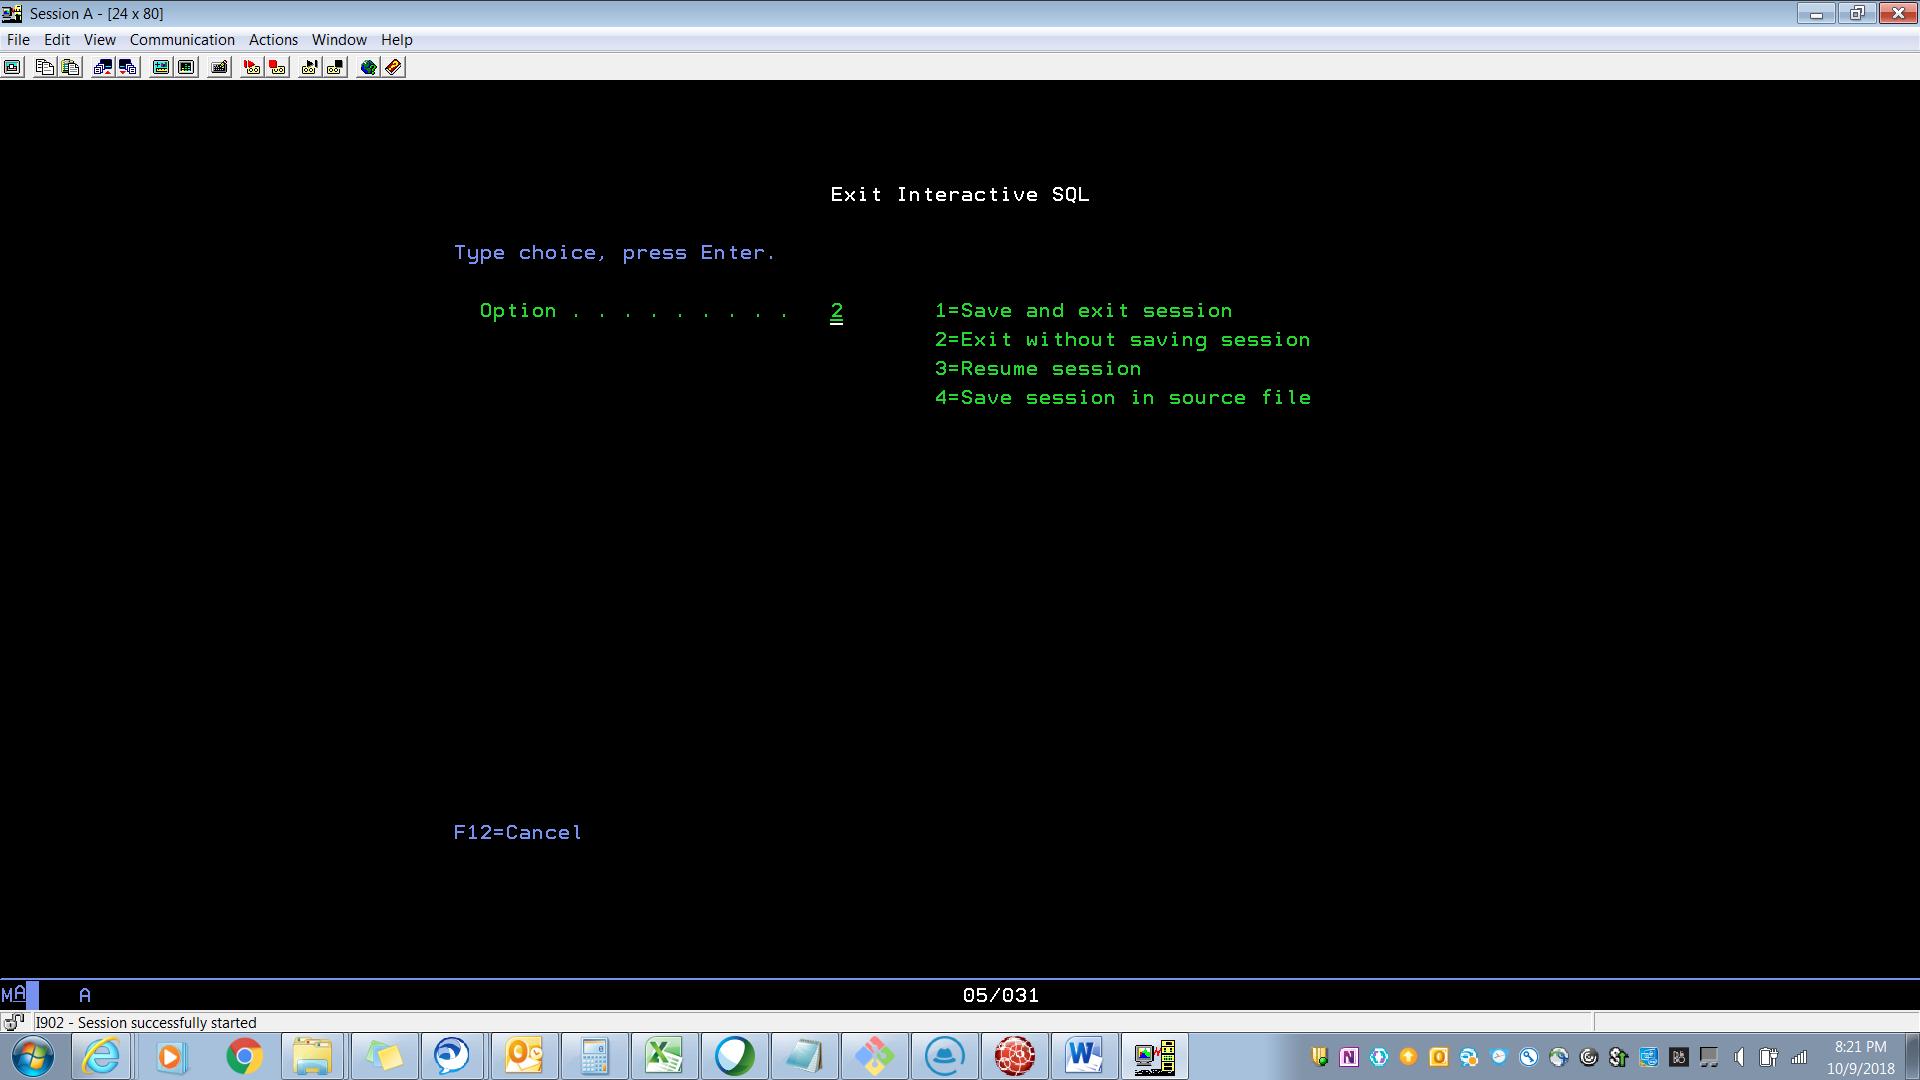 Session A - [24 x 80]
File Edit View Communication Actions Window Help
Exit Interactive SQL
Type choice, press Enter.
Option . . . . . . . . . 2 1=Save and exit session
2=Exit without saving session
3=Resume session
4=Save session in source file
F12=Cancel
MA A 05/031
I902 - Session successfully started
8:21 PM
10/9/2018